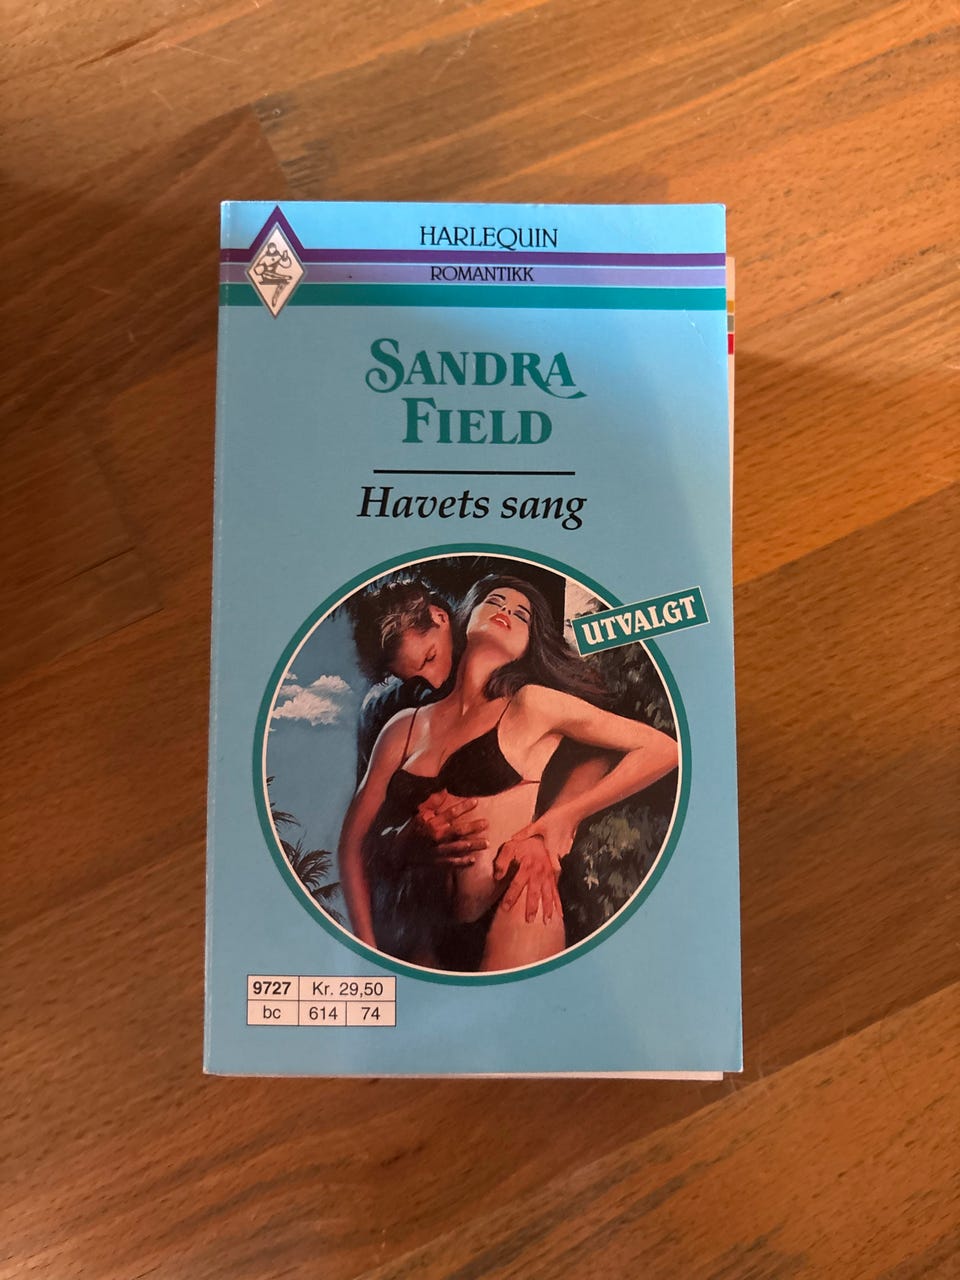 HARLEQUIN
ROMANTIKK
SANDRA
FIELD
Havets sang
UTVALGT
9727 Kr. 29,50
bc 614 74